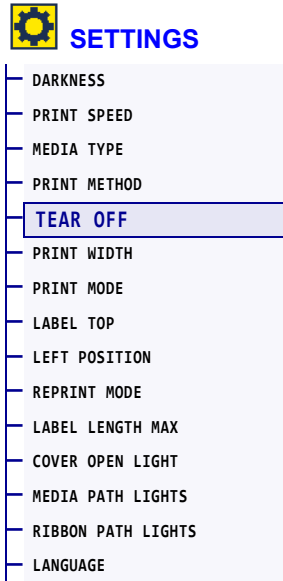 SETTINGS
DARKNESS
PRINT SPEED
MEDIA TYPE
PRINT METHOD
TEAR OFF
PRINT WIDTH
PRINT MODE
LABEL TOP
LEFT POSITION
REPRINT MODE
LABEL LENGTH MAX
COVER OPEN LIGHT
MEDIA PATH LIGHTS
RIBBON PATH LIGHTS
LANGUAGE